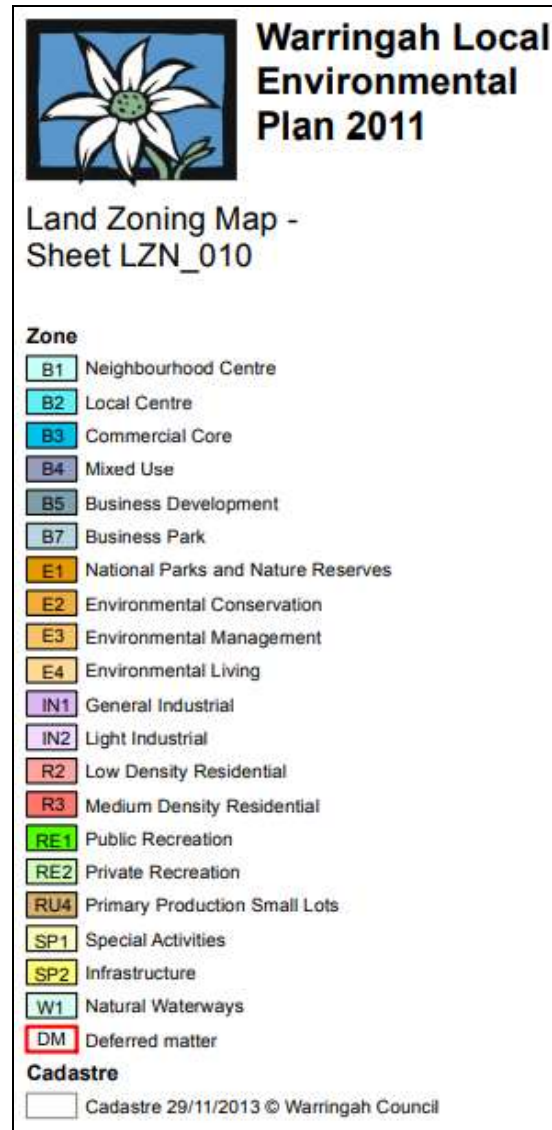 Warringah Local
Environmental
Plan 2011
Land Zoning Map -
Sheet LZN_010
Zone
B1 Neighbourhood Centre
B2 Local Centre
B3 Commercial Core
B4 Mixed Use
B5 Business Development
B7 Business Park
E1 National Parks and Nature Reserves
E2 Environmental Conservation
E3 Environmental Management
E4 Environmental Living
IN1 General Industrial
IN2 Light Industrial
R2 Low Density Residential
R3 Medium Density Residential
RE1 Public Recreation
RE2 Private Recreation
RU4 Primary Production Small Lots
SP1 Special Activities
SP2 Infrastructure
W1 Natural Waterways
DM Deferred matter
Cadastre
Cadastre 29/11/2013 © Warringah Council